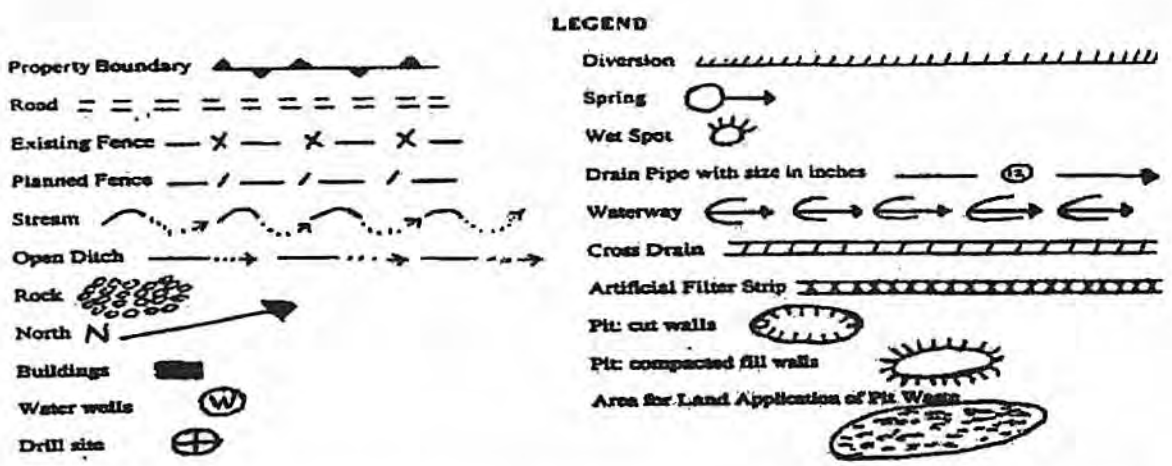 LEGEND
Property Boundary
Road
Existing Fence
Planned Fence
Stream
Open Ditch
Rock
North N
Buildings
Water wells
W
Drill site
Diversion
Spring
Wet Spot
Drain Pipe with size in inches
12
Waterway
Cross Drain
Artificial Filter Strip
Pit: cut walls
Pit: compacted fill walls
Area for Land Application of Pit Waste